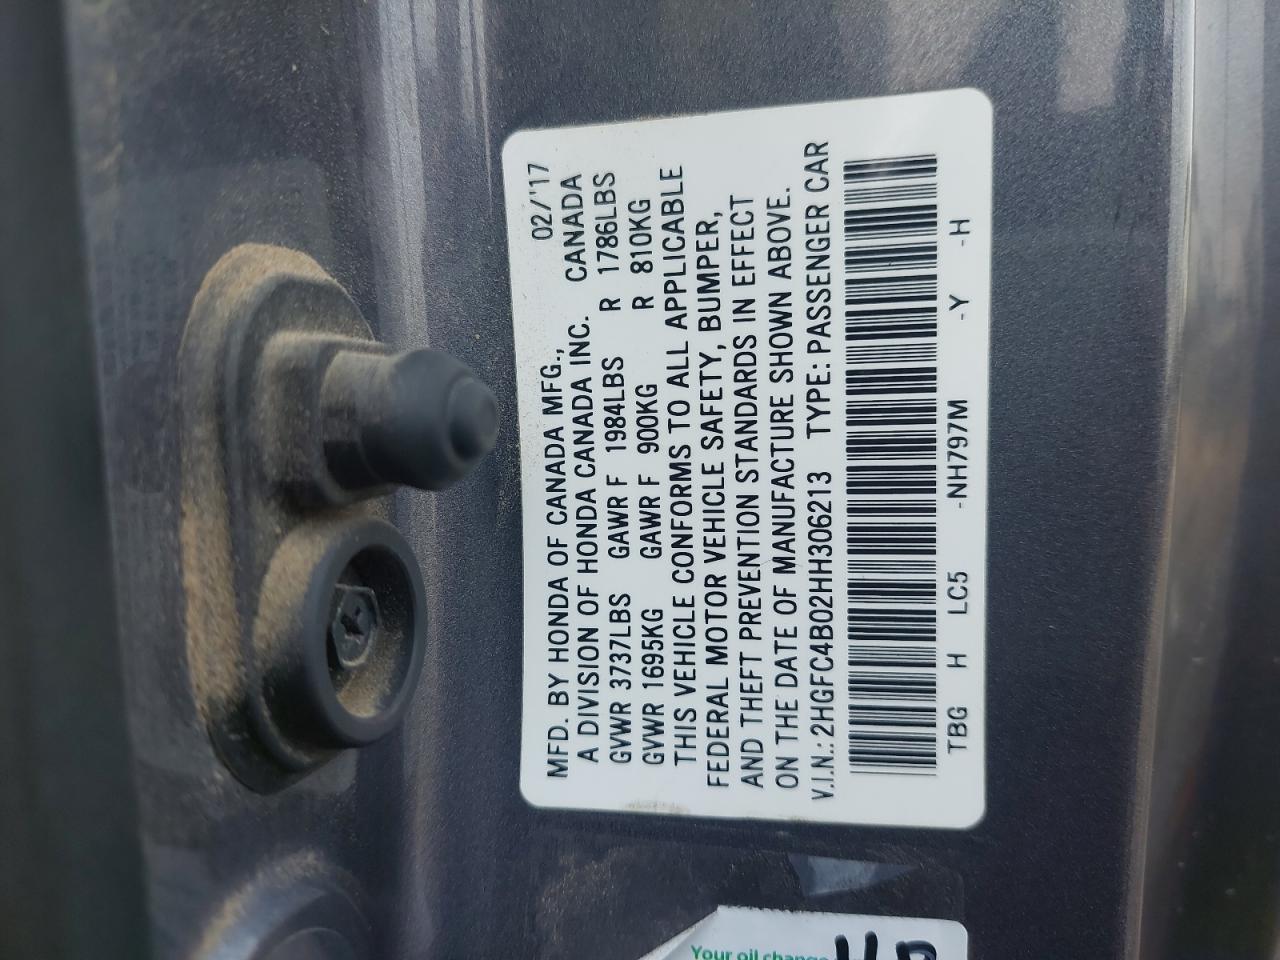 MFD. BY HONDA OF CANADA MFG., 02/'17
A DIVISION OF HONDA CANADA INC. CANADA
GVWR 3737LBS GAWR F 1984LBS R 1786LBS
GVWR 1695KG GAWR F 900KG R 810KG
THIS VEHICLE CONFORMS TO ALL APPLICABLE
FEDERAL MOTOR VEHICLE SAFETY, BUMPER,
AND THEFT PREVENTION STANDARDS IN EFFECT
ON THE DATE OF MANUFACTURE SHOWN ABOVE.
V.I.N.: 2HGFC4B02HH306213 TYPE: PASSENGER CAR
TBG H LC5 -NH797M -Y -H
Your oil change